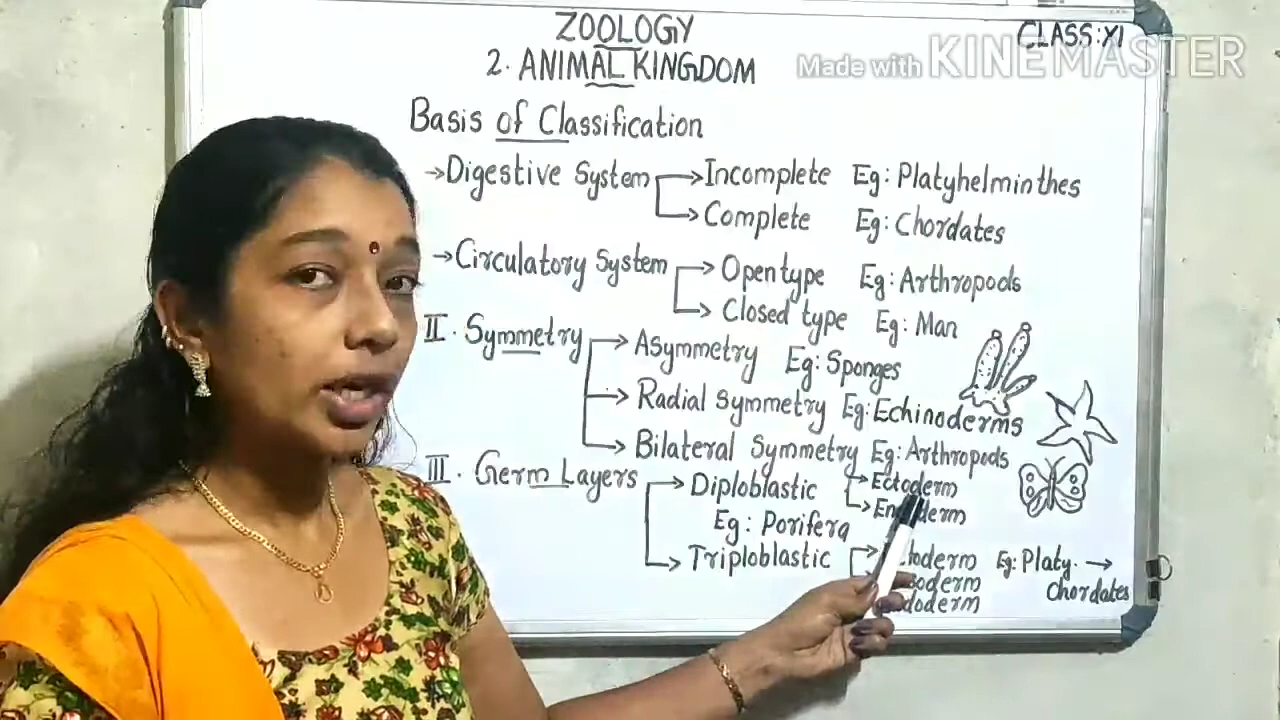 ZOOLOGY
CLASS: XI
Made with KINEMASTER
2. ANIMAL KINGDOM
Basis of Classification
→Digestive System →Incomplete Eg: Platyhelminthes
→Complete Eg: Chordates
→Circulatory System →Open type Eg: Arthropods
→Closed type Eg: Man
II. Symmetry →Asymmetry Eg: Sponges
→Radial Symmetry Eg: Echinoderms
→Bilateral Symmetry Eg: Arthropods
III. Germ Layers →Diploblastic →Ectoderm
Eg: Porifera
→Triploblastic Eg: Platy. →
Chordates